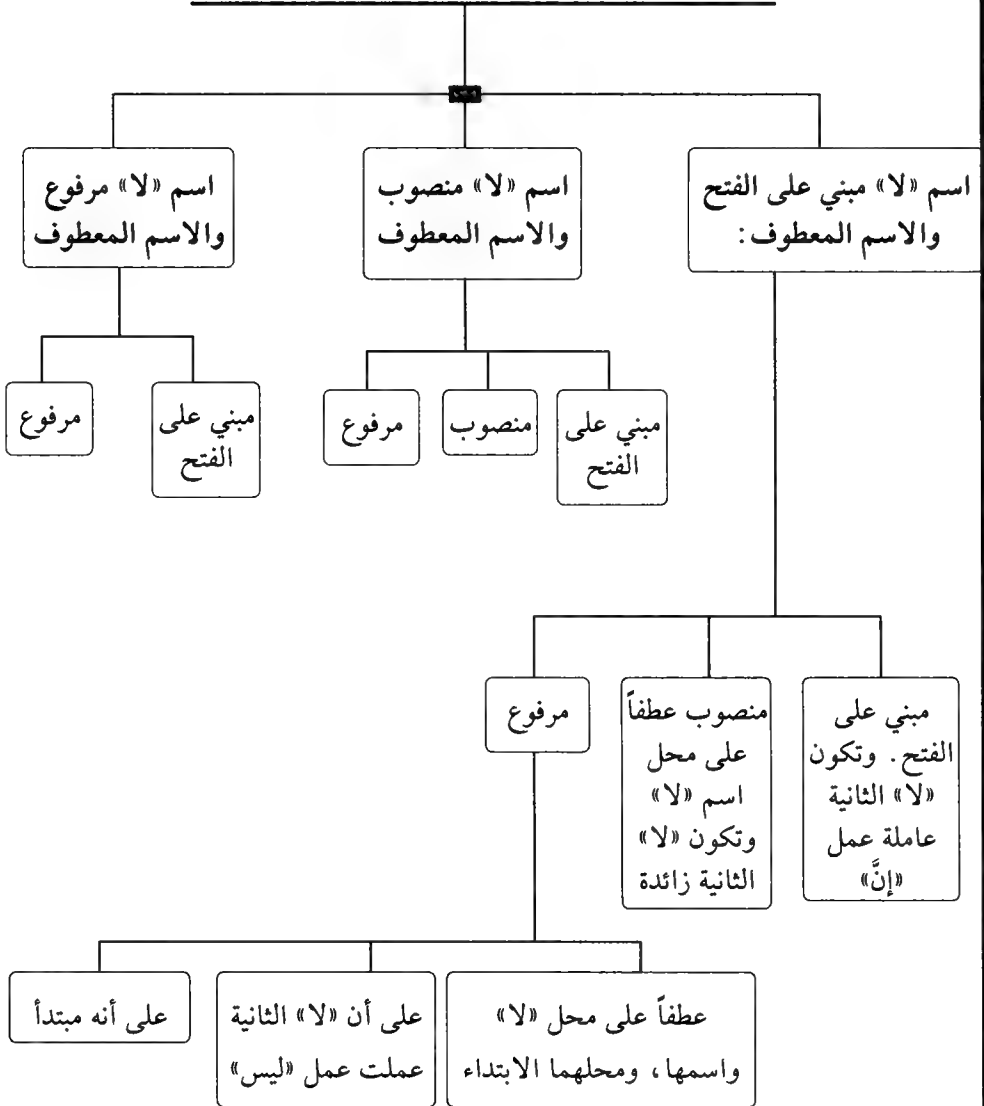 اسم «لا» مبني على الفتح
والاسم المعطوف:
اسم «لا» منصوب
والاسم المعطوف
اسم «لا» مرفوع
والاسم المعطوف
مبني على
الفتح
منصوب
مرفوع
مبني على
الفتح
مرفوع
مبني على
الفتح. وتكون
«لا» الثانية
عاملة عمل
«إنَّ»
منصوب عطفاً
على محل
اسم «لا»
وتكون «لا»
الثانية زائدة
مرفوع
عطفاً على محل «لا»
واسمها، ومحلهما الابتداء
على أن «لا» الثانية
عملت عمل «ليس»
على أنه مبتدأ